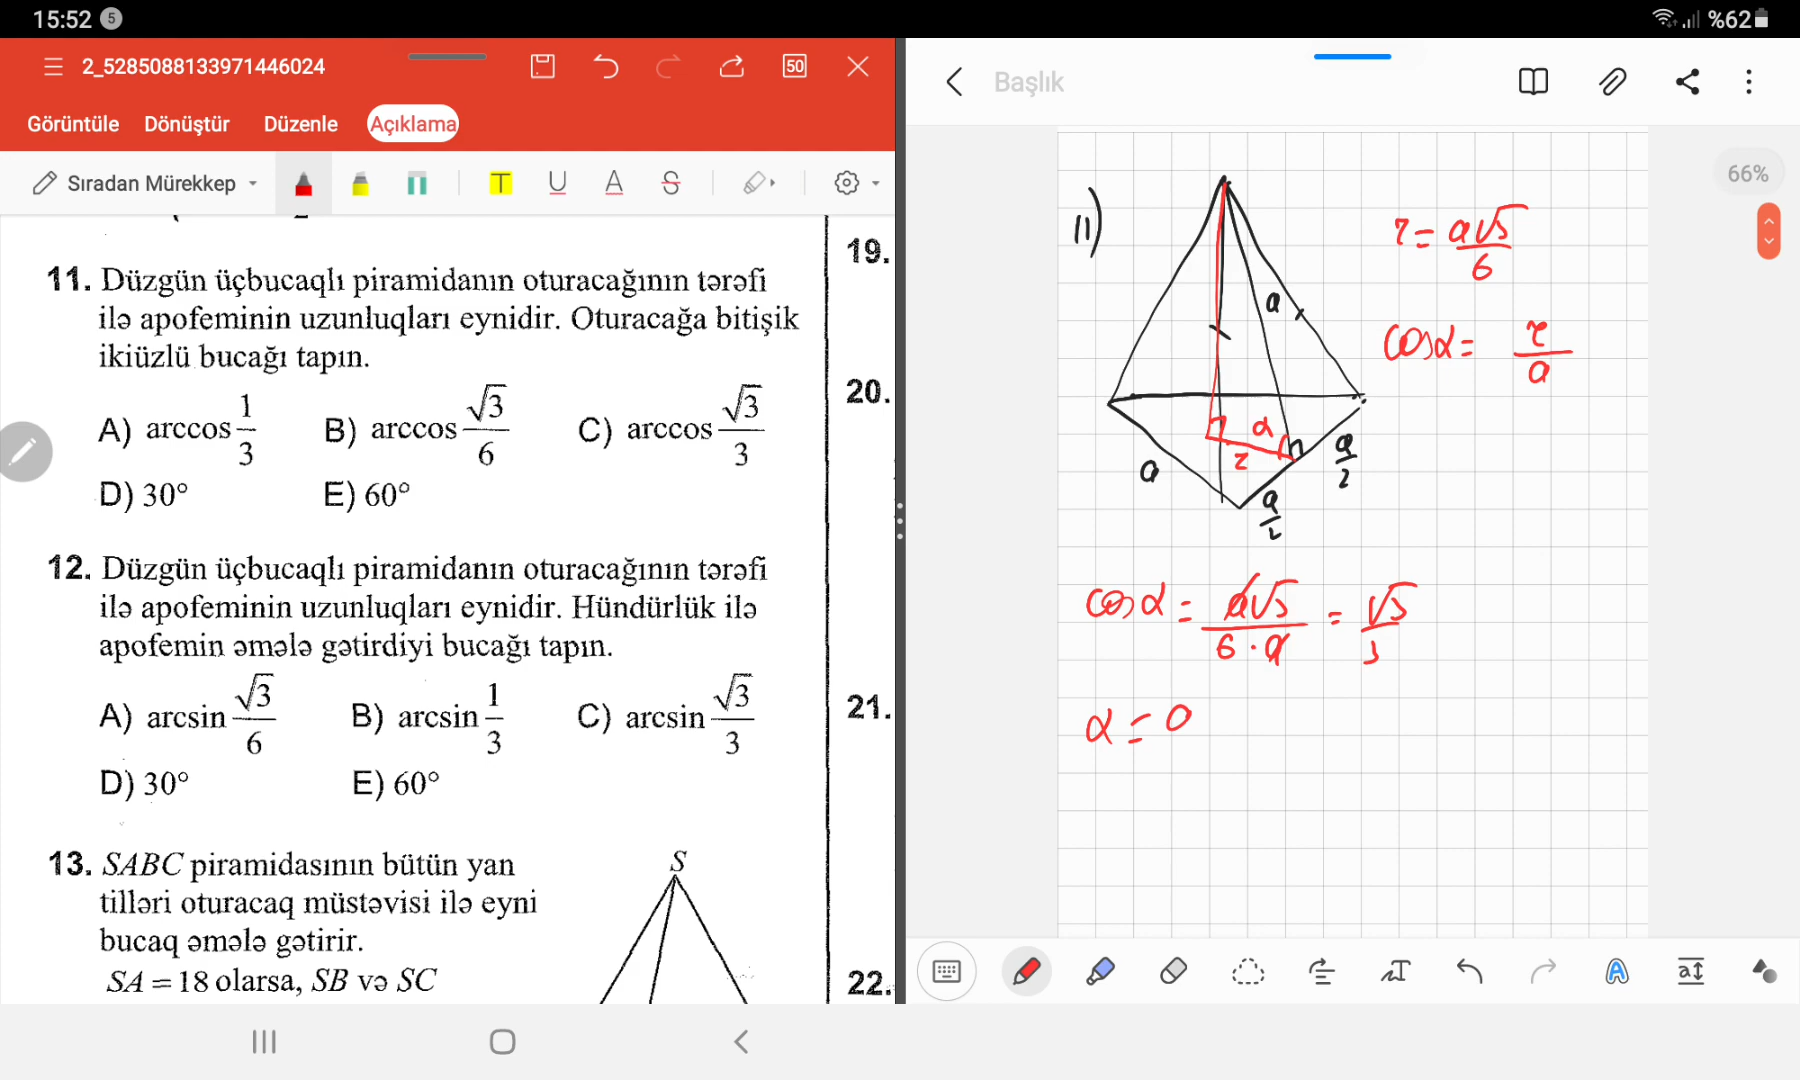 15:52 5 %62
2_5285088133971446024 50
Görüntüle Dönüştür Düzenle Açıklama
Sıradan Mürekkep T U A S
11. Düzgün üçbucaqlı piramidanın oturacağının tərəfi
ilə apofeminin uzunluqları eynidir. Oturacağa bitişik
ikiüzlü bucağı tapın.
A) arccos 1/3 B) arccos √3/6 C) arccos √3/3
D) 30° E) 60°
12. Düzgün üçbucaqlı piramidanın oturacağının tərəfi
ilə apofeminin uzunluqları eynidir. Hündürlük ilə
apofemin əmələ gətirdiyi bucağı tapın.
A) arcsin √3/6 B) arcsin 1/3 C) arcsin √3/3
D) 30° E) 60°
13. SABC piramidasının bütün yan
tilləri oturacaq müstəvisi ilə eyni
bucaq əmələ gətirir.
SA = 18 olarsa, SB və SC
S
19.
20.
21.
22.
Başlık
66%
11)
a
α
r
a
a/2
a/2
r = a√3/6
cosα = r/a
cosα = a√3/6·a = √3
α = a